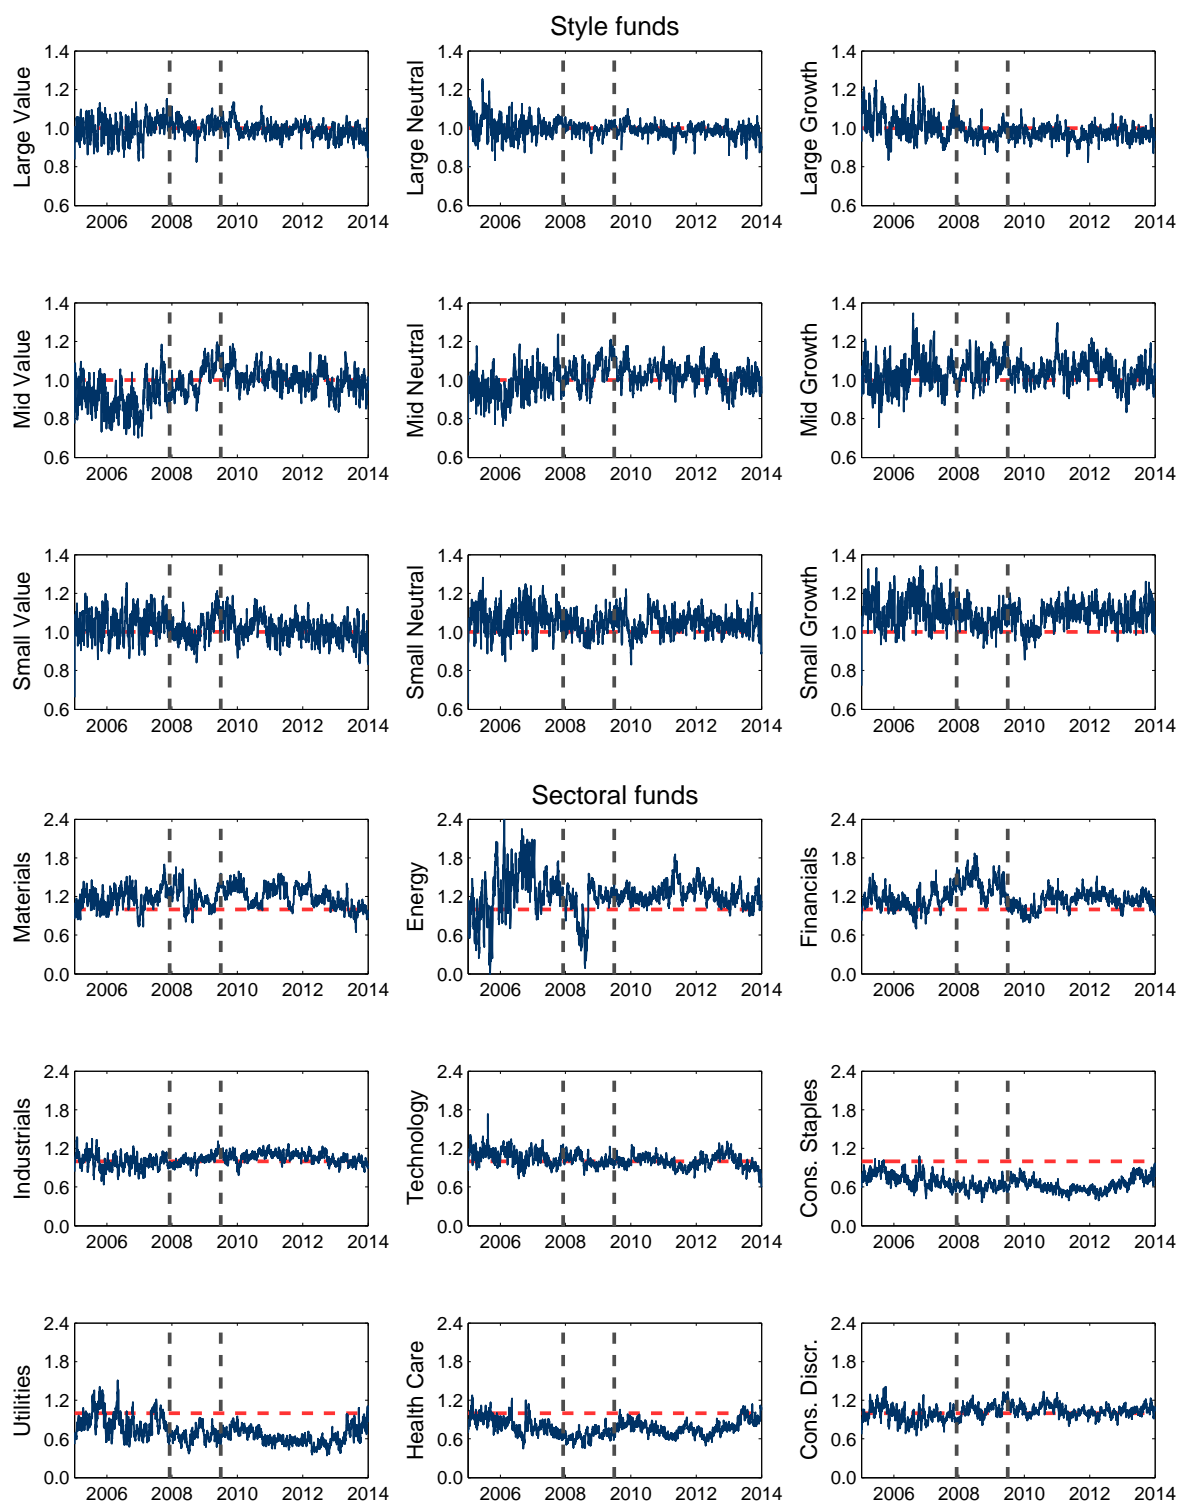 Style funds
1.4 1.4 1.4
1.2 1.2 1.2
1.0 1.0 1.0
0.8 0.8 0.8
0.6 0.6 0.6
Large Value Large Neutral Large Growth
2006 2008 2010 2012 2014 2006 2008 2010 2012 2014 2006 2008 2010 2012 2014
1.4 1.4 1.4
1.2 1.2 1.2
1.0 1.0 1.0
0.8 0.8 0.8
0.6 0.6 0.6
Mid Value Mid Neutral Mid Growth
2006 2008 2010 2012 2014 2006 2008 2010 2012 2014 2006 2008 2010 2012 2014
1.4 1.4 1.4
1.2 1.2 1.2
1.0 1.0 1.0
0.8 0.8 0.8
0.6 0.6 0.6
Small Value Small Neutral Small Growth
2006 2008 2010 2012 2014 2006 2008 2010 2012 2014 2006 2008 2010 2012 2014
Sectoral funds
2.4 2.4 2.4
1.8 1.8 1.8
1.2 1.2 1.2
0.6 0.6 0.6
0.0 0.0 0.0
Materials Energy Financials
2006 2008 2010 2012 2014 2006 2008 2010 2012 2014 2006 2008 2010 2012 2014
2.4 2.4 2.4
1.8 1.8 1.8
1.2 1.2 1.2
0.6 0.6 0.6
0.0 0.0 0.0
Industrials Technology Cons. Staples
2006 2008 2010 2012 2014 2006 2008 2010 2012 2014 2006 2008 2010 2012 2014
2.4 2.4 2.4
1.8 1.8 1.8
1.2 1.2 1.2
0.6 0.6 0.6
0.0 0.0 0.0
Utilities Health Care Cons. Discr.
2006 2008 2010 2012 2014 2006 2008 2010 2012 2014 2006 2008 2010 2012 2014